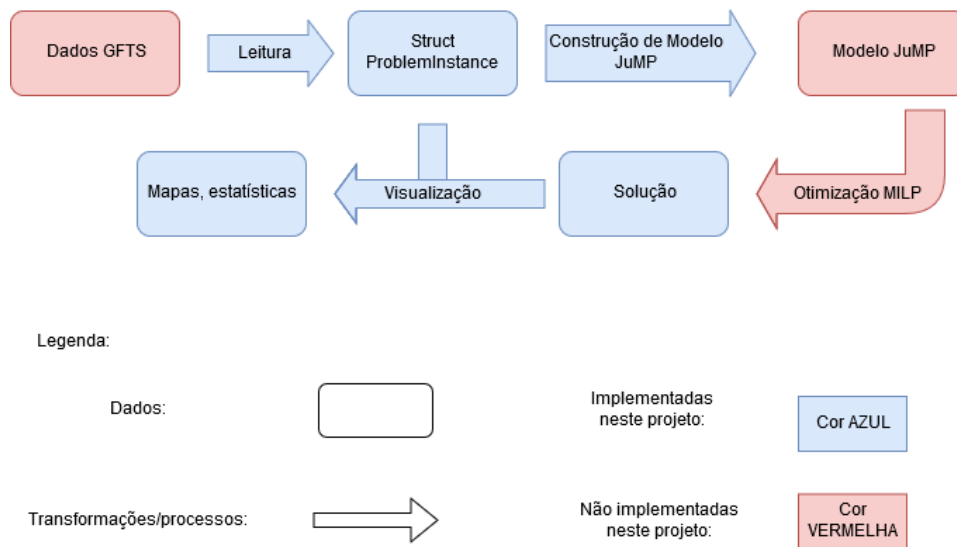 Dados GFTS
Leitura
Struct
ProblemInstance
Construção de Modelo
JuMP
Modelo JuMP
Mapas, estatísticas
Visualização
Solução
Otimização MILP
Legenda:
Dados:
Implementadas
neste projeto:
Cor AZUL
Transformações/processos:
Não implementadas
neste projeto:
Cor
VERMELHA